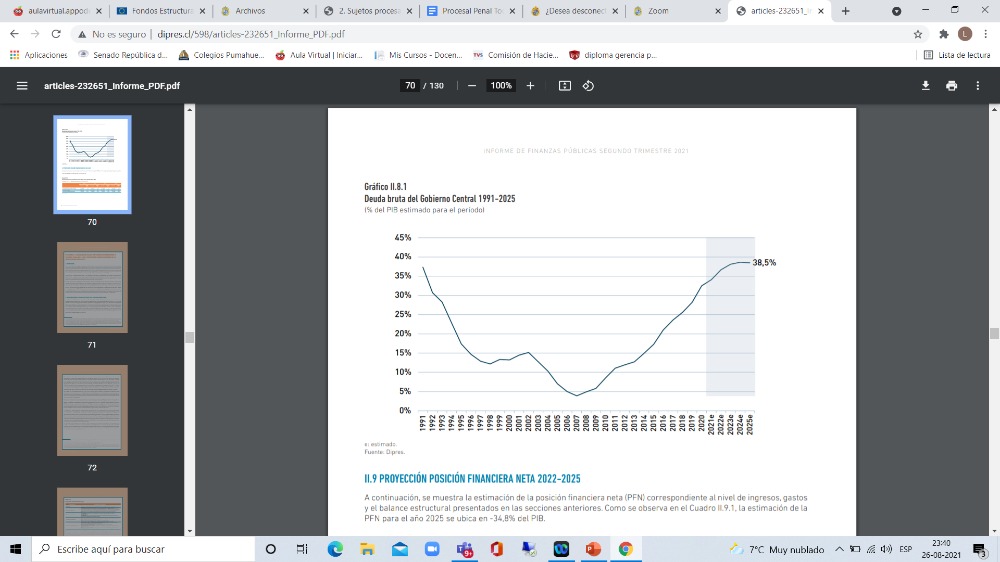 aulavirtual.appode
Fondos Estructura
Archivos
2. Sujetos procesa
Procesal Penal Too
¿Desea desconect
Zoom
articles-232651_In
No es seguro
dipres.cl/598/articles-232651_Informe_PDF.pdf
L
Aplicaciones
Senado República d...
Colegios Pumahue...
Aula Virtual | Iniciar...
Mis Cursos - Docen...
TVS
Comisión de Hacie...
diploma gerencia p...
Lista de lectura
articles-232651_Informe_PDF.pdf
70 / 130
100%
70
71
72
INFORME DE FINANZAS PÚBLICAS SEGUNDO TRIMESTRE 2021
Gráfico II.8.1
Deuda bruta del Gobierno Central 1991-2025
(% del PIB estimado para el período)
45%
40%
35%
30%
25%
20%
15%
10%
5%
0%
38,5%
1991
1992
1993
1994
1995
1996
1997
1998
1999
2000
2001
2002
2003
2004
2005
2006
2007
2008
2009
2010
2011
2012
2013
2014
2015
2016
2017
2018
2019
2020
2021e
2022e
2023e
2024e
2025e
e: estimado.
Fuente: Dipres.
II.9 PROYECCIÓN POSICIÓN FINANCIERA NETA 2022-2025
A continuación, se muestra la estimación de la posición financiera neta (PFN) correspondiente al nivel de ingresos, gastos
y el balance estructural presentados en las secciones anteriores. Como se observa en el Cuadro II.9.1, la estimación de la
PFN para el año 2025 se ubica en -34,8% del PIB.
Escribe aquí para buscar
9+
7°C Muy nublado
ESP
23:40
26-08-2021
3